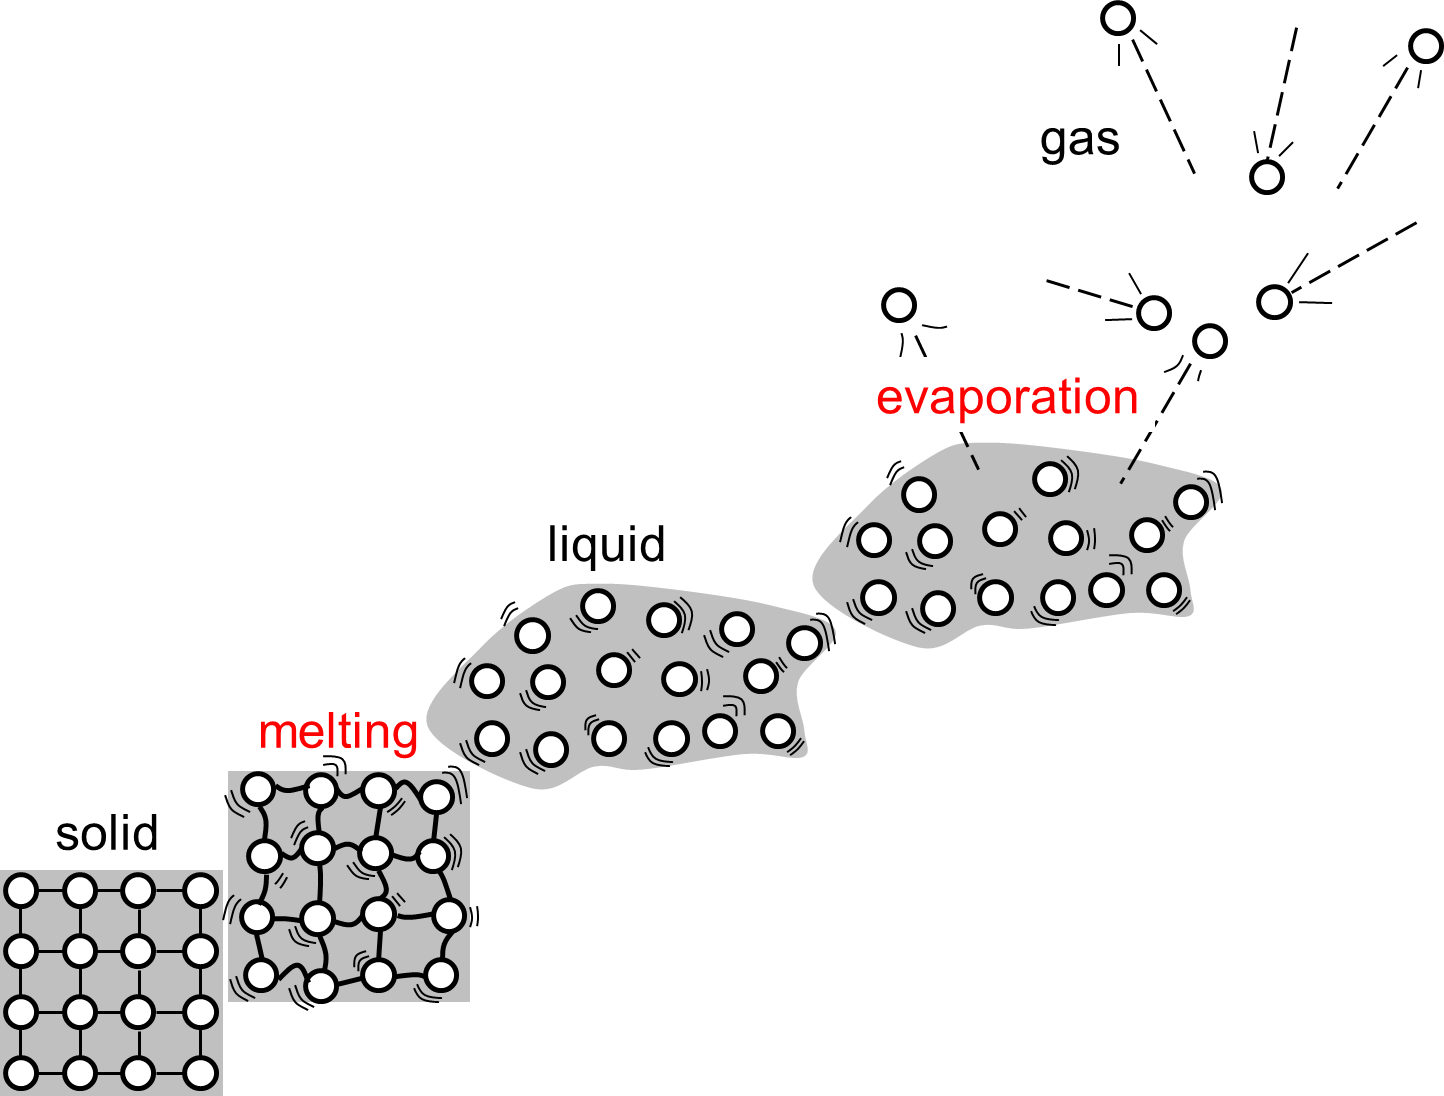 gas
evaporation
liquid
melting
solid